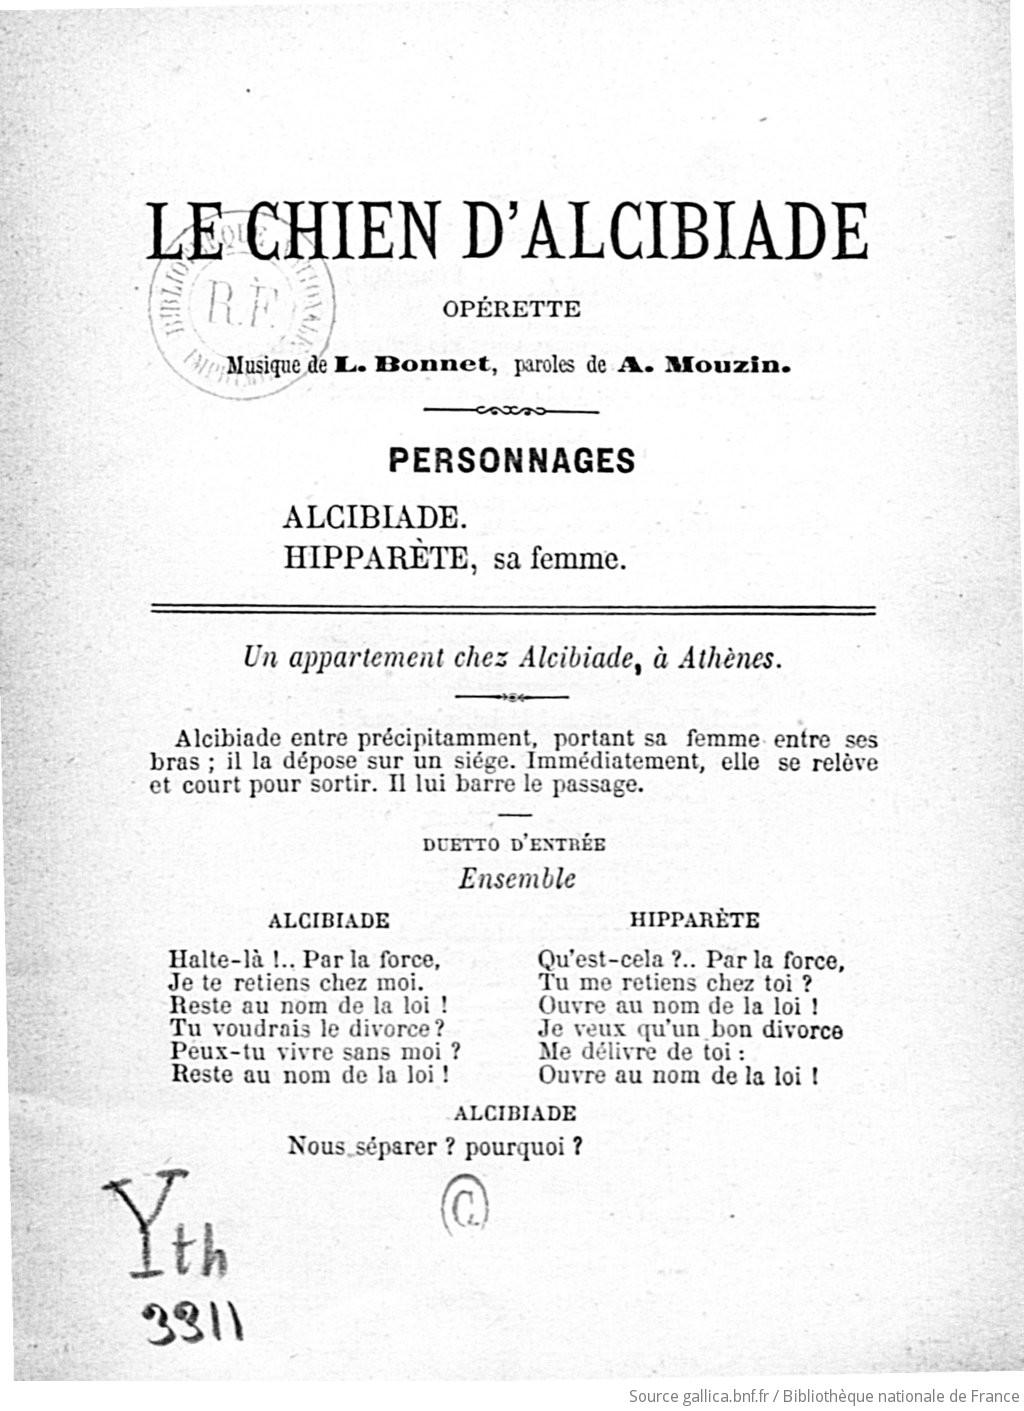 LE CHIEN D'ALCIBIADE
BIBLIOTHEQUE NATIONALE
R.F.
OPÉRETTE
Musique de L. Bonnet, paroles de A. Mouzin.
PERSONNAGES
ALCIBIADE.
HIPPARÈTE, sa femme.
Un appartement chez Alcibiade, à Athènes.
Alcibiade entre précipitamment, portant sa femme entre ses
bras ; il la dépose sur un siége. Immédiatement, elle se relève
et court pour sortir. Il lui barre le passage.
DUETTO D'ENTRÉE
Ensemble
ALCIBIADE
Halte-là !.. Par la force,
Je te retiens chez moi.
Reste au nom de la loi !
Tu voudrais le divorce ?
Peux-tu vivre sans moi ?
Reste au nom de la loi !
HIPPARÈTE
Qu'est-cela ?.. Par la force,
Tu me retiens chez toi ?
Ouvre au nom de la loi !
Je veux qu'un bon divorce
Me délivre de toi :
Ouvre au nom de la loi !
ALCIBIADE
Nous séparer ? pourquoi ?
Yth
3911
Source gallica.bnf.fr / Bibliothèque nationale de France